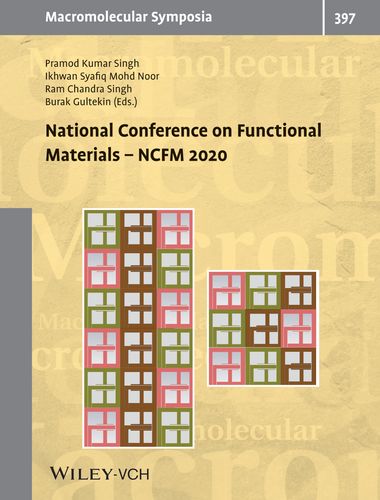 Macromolecular Symposia 397
Pramod Kumar Singh
Ikhwan Syafiq Mohd Noor
Ram Chandra Singh
Burak Gultekin (Eds.)
National Conference on Functional
Materials – NCFM 2020
WILEY-VCH